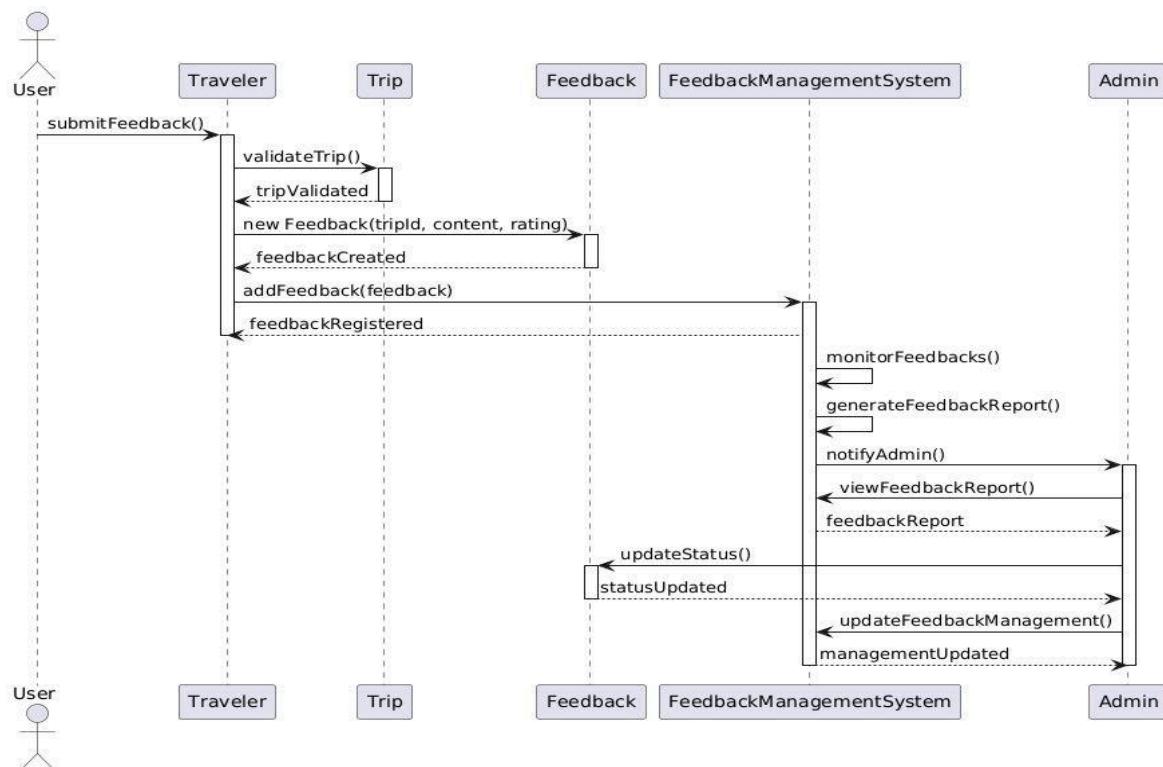 User
Traveler
Trip
Feedback
FeedbackManagementSystem
Admin
submitFeedback()
validateTrip()
tripValidated
new Feedback(tripId, content, rating)
feedbackCreated
addFeedback(feedback)
feedbackRegistered
monitorFeedbacks()
generateFeedbackReport()
notifyAdmin()
viewFeedbackReport()
feedbackReport
updateStatus()
statusUpdated
updateFeedbackManagement()
managementUpdated
User
Traveler
Trip
Feedback
FeedbackManagementSystem
Admin